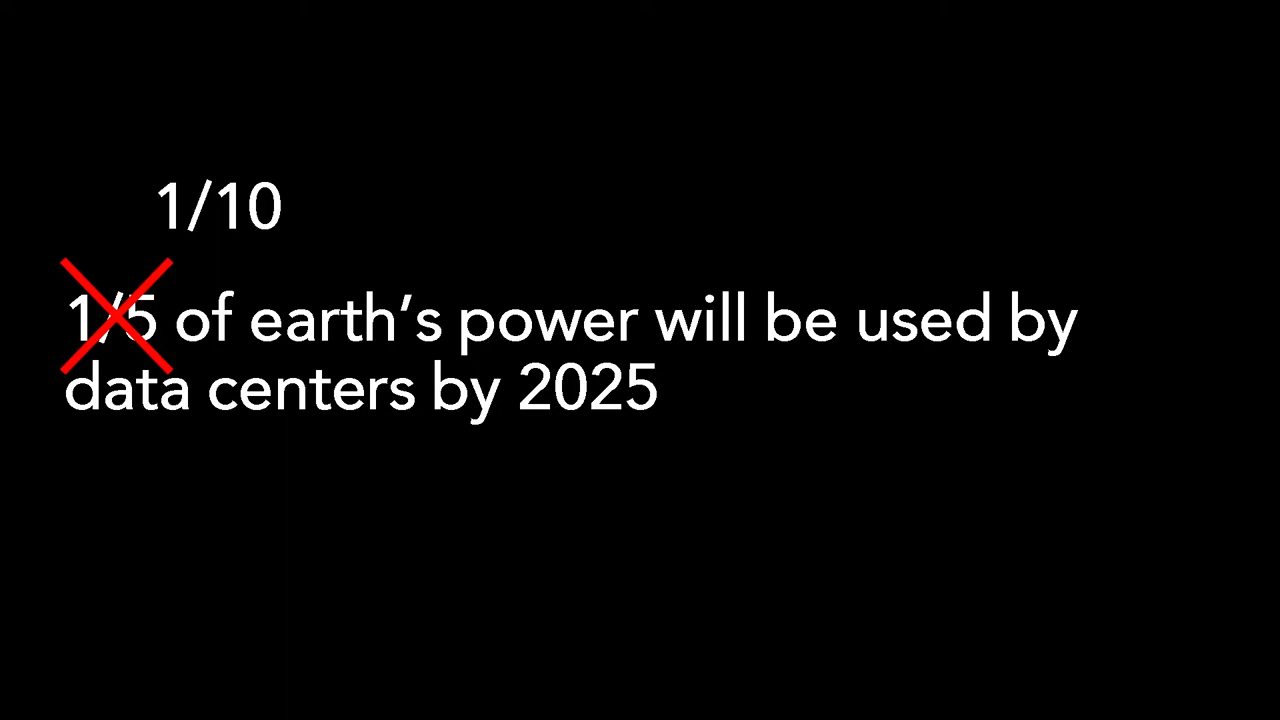 1/10
1/5 of earth’s power will be used by
data centers by 2025